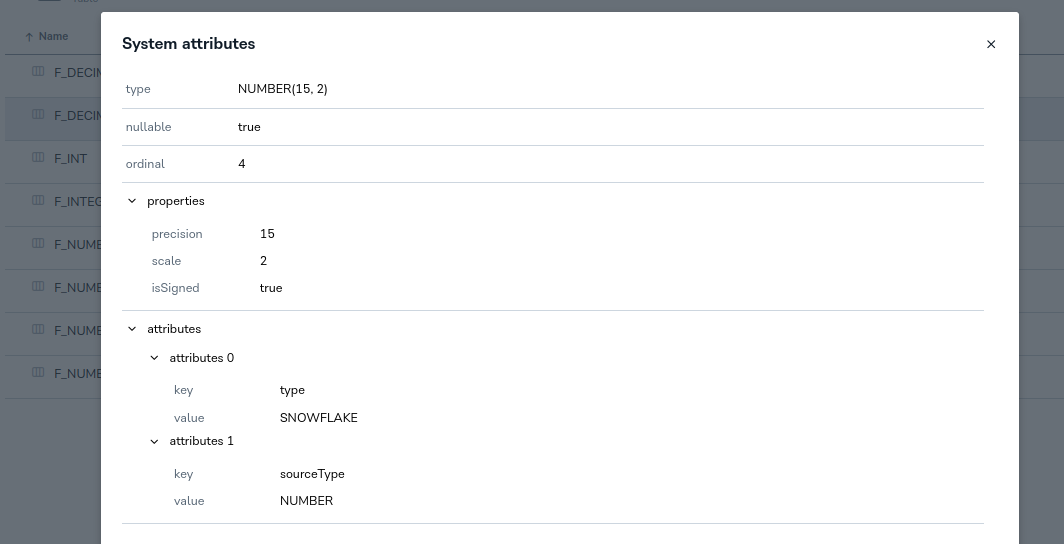 Name
System attributes
type NUMBER(15, 2)
nullable true
ordinal 4
properties
precision 15
scale 2
isSigned true
attributes
attributes 0
key type
value SNOWFLAKE
attributes 1
key sourceType
value NUMBER
F_DECIM
F_DECIM
F_INT
F_INTEG
F_NUMB
F_NUMB
F_NUMB
F_NUMB